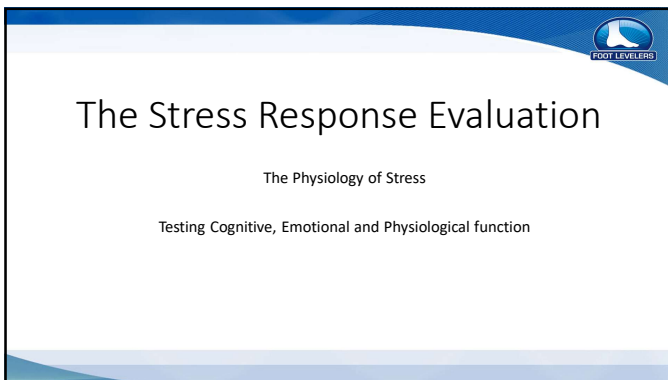 FOOT LEVELERS
The Stress Response Evaluation
The Physiology of Stress
Testing Cognitive, Emotional and Physiological function